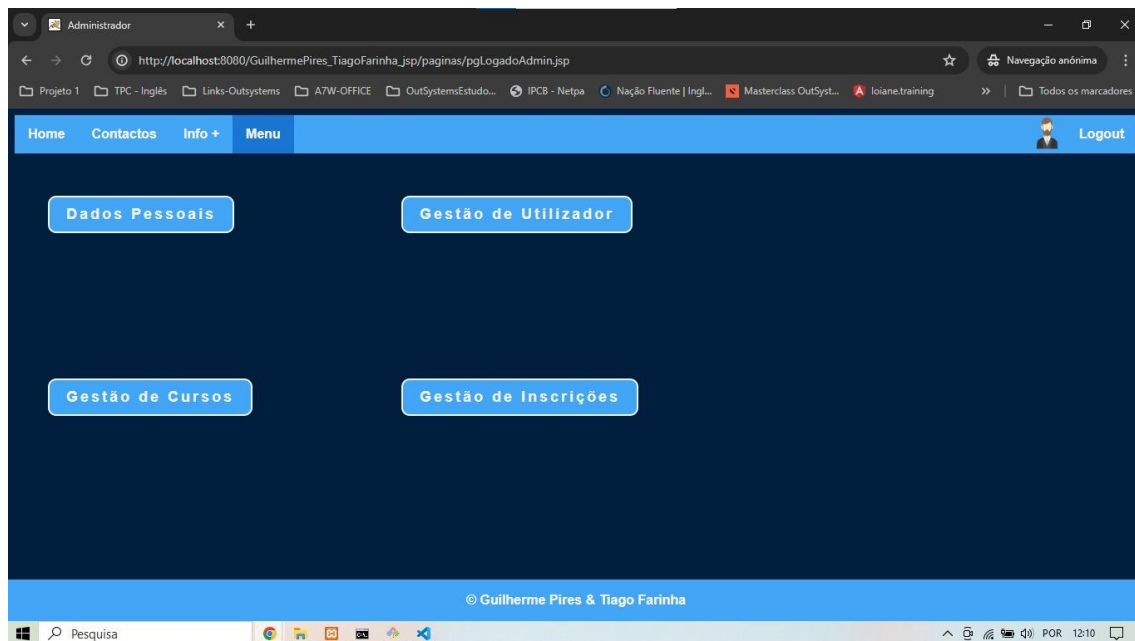 Administrador
http://localhost:8080/GuilhermePires_TiagoFarinha_jsp/paginas/pgLogadoAdmin.jsp
Navegação anónima
Projeto 1 TPC - Inglês Links-Outsystems A7W-OFFICE OutSystemsEstudo... IPCB - Netpa Nação Fluente | Ingl... Masterclass OutSyst... loiane.training » Todos os marcadores
Home Contactos Info + Menu Logout
Dados Pessoais Gestão de Utilizador
Gestão de Cursos Gestão de Inscrições
© Guilherme Pires & Tiago Farinha
Pesquisa POR 12:10